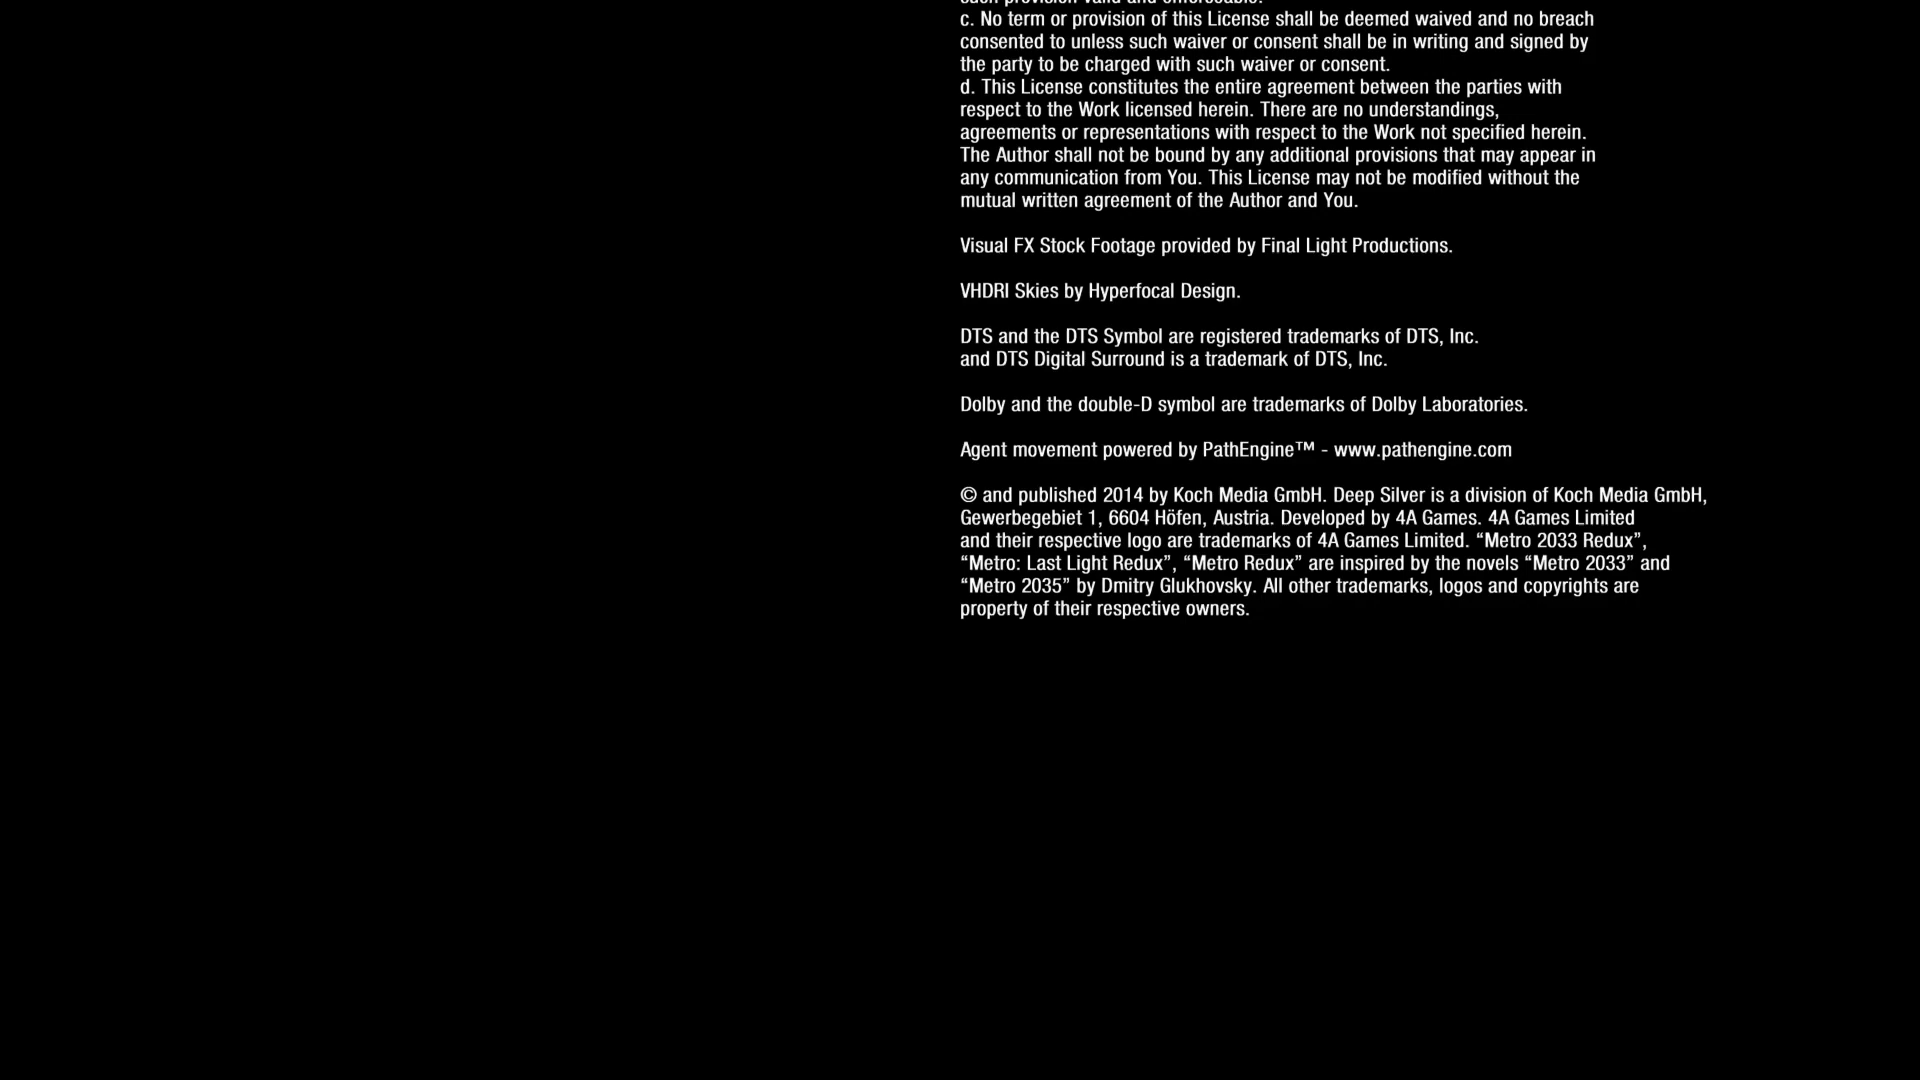 such provision valid and enforceable.
c. No term or provision of this License shall be deemed waived and no breach
consented to unless such waiver or consent shall be in writing and signed by
the party to be charged with such waiver or consent.
d. This License constitutes the entire agreement between the parties with
respect to the Work licensed herein. There are no understandings,
agreements or representations with respect to the Work not specified herein.
The Author shall not be bound by any additional provisions that may appear in
any communication from You. This License may not be modified without the
mutual written agreement of the Author and You.
Visual FX Stock Footage provided by Final Light Productions.
VHDRI Skies by Hyperfocal Design.
DTS and the DTS Symbol are registered trademarks of DTS, Inc.
and DTS Digital Surround is a trademark of DTS, Inc.
Dolby and the double-D symbol are trademarks of Dolby Laboratories.
Agent movement powered by PathEngine™ - www.pathengine.com
© and published 2014 by Koch Media GmbH. Deep Silver is a division of Koch Media GmbH,
Gewerbegebiet 1, 6604 Höfen, Austria. Developed by 4A Games. 4A Games Limited
and their respective logo are trademarks of 4A Games Limited. “Metro 2033 Redux”,
“Metro: Last Light Redux”, “Metro Redux” are inspired by the novels “Metro 2033” and
“Metro 2035” by Dmitry Glukhovsky. All other trademarks, logos and copyrights are
property of their respective owners.